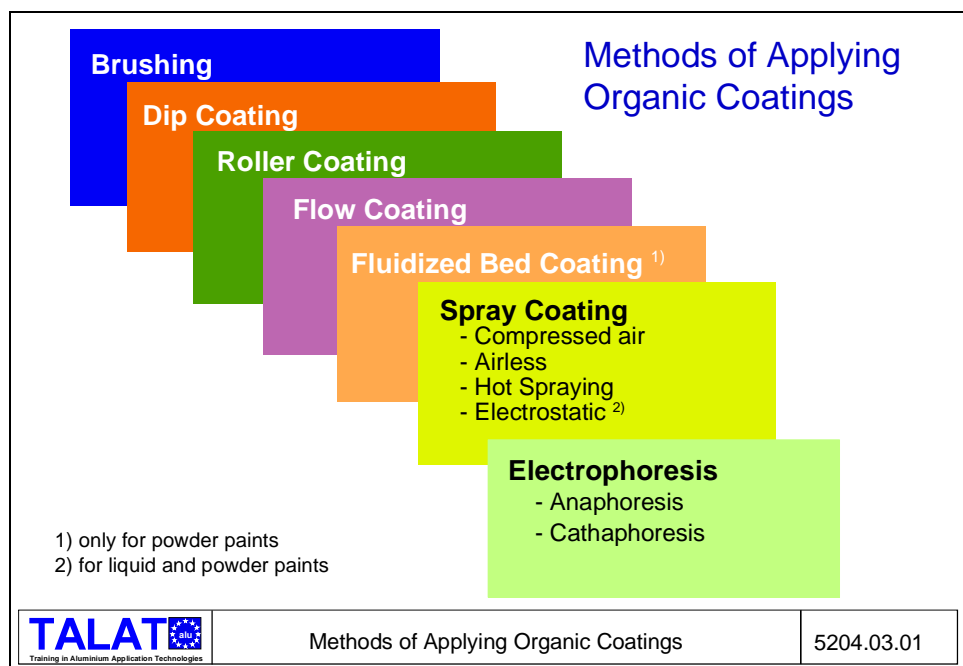 Methods of Applying
Organic Coatings
Brushing
Dip Coating
Roller Coating
Flow Coating
Fluidized Bed Coating 1)
Spray Coating
- Compressed air
- Airless
- Hot Spraying
- Electrostatic 2)
Electrophoresis
- Anaphoresis
- Cathaphoresis
1) only for powder paints
2) for liquid and powder paints
TALAT
alu
Training in Aluminium Application Technologies
Methods of Applying Organic Coatings
5204.03.01